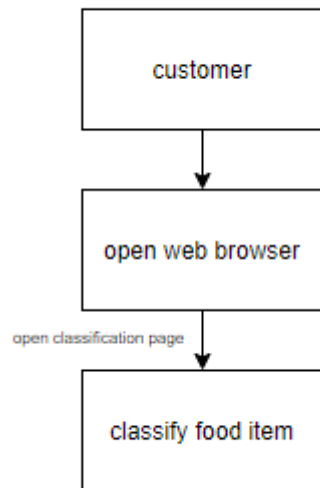 customer
open web browser
open classification page
classify food item